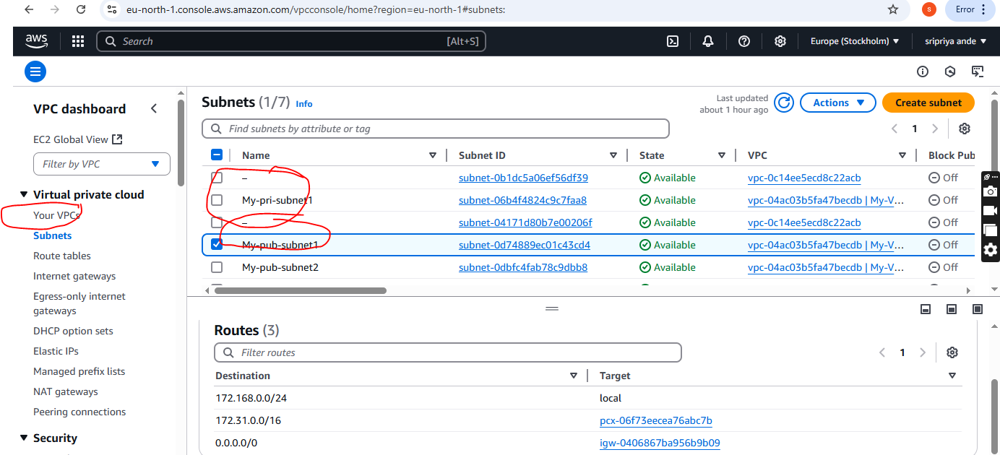 eu-north-1.console.aws.amazon.com/vpcconsole/home?region=eu-north-1#subnets:
S
Error
aws
Search
[Alt+S]
Europe (Stockholm)
sripriya ande
VPC dashboard
EC2 Global View
Filter by VPC
Virtual private cloud
Your VPCs
Subnets
Route tables
Internet gateways
Egress-only internet
gateways
DHCP option sets
Elastic IPs
Managed prefix lists
NAT gateways
Peering connections
Security
Subnets (1/7) Info
Last updated
about 1 hour ago
Actions
Create subnet
Find subnets by attribute or tag
1
Name Subnet ID State VPC Block Pub
– subnet-0b1dc5a06ef56df39 Available vpc-0c14ee5ecd8c22acb Off
My-pri-subnet1 subnet-06b4f4824c9c7faa8 Available vpc-04ac03b5fa47becdb | My-V... Off
– subnet-04171d80b7e00206f Available vpc-0c14ee5ecd8c22acb Off
My-pub-subnet1 subnet-0d74889ec01c43cd4 Available vpc-04ac03b5fa47becdb | My-V... Off
My-pub-subnet2 subnet-0dbfc4fab78c9dbb8 Available vpc-04ac03b5fa47becdb | My-V... Off
Routes (3)
Filter routes
1
Destination Target
172.168.0.0/24 local
172.31.0.0/16 pcx-06f73eecea76abc7b
0.0.0.0/0 igw-0406867ba956b9b09